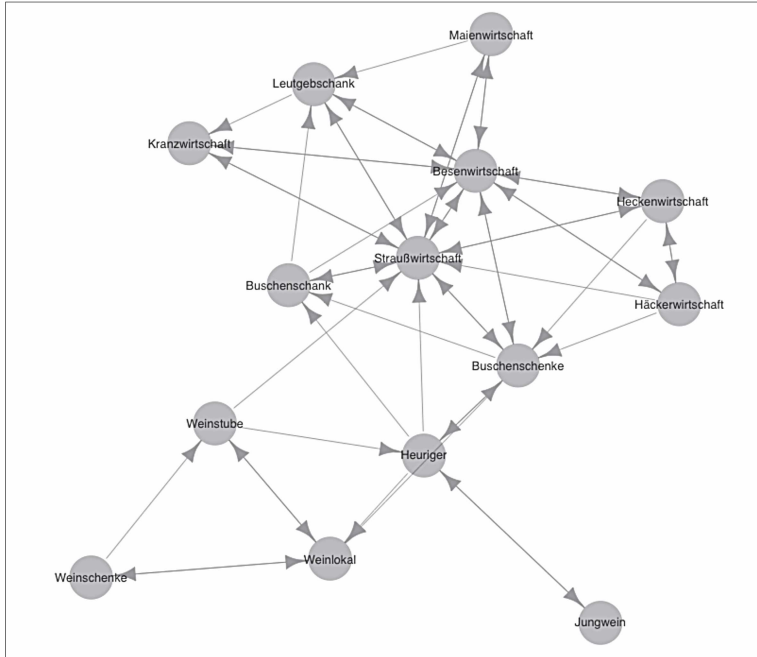 Maienwirtschaft
Leutgebschank
Kranzwirtschaft
Besenwirtschaft
Heckenwirtschaft
Straußwirtschaft
Buschenschank
Häckerwirtschaft
Buschenschenke
Weinstube
Heuriger
Weinlokal
Weinschenke
Jungwein